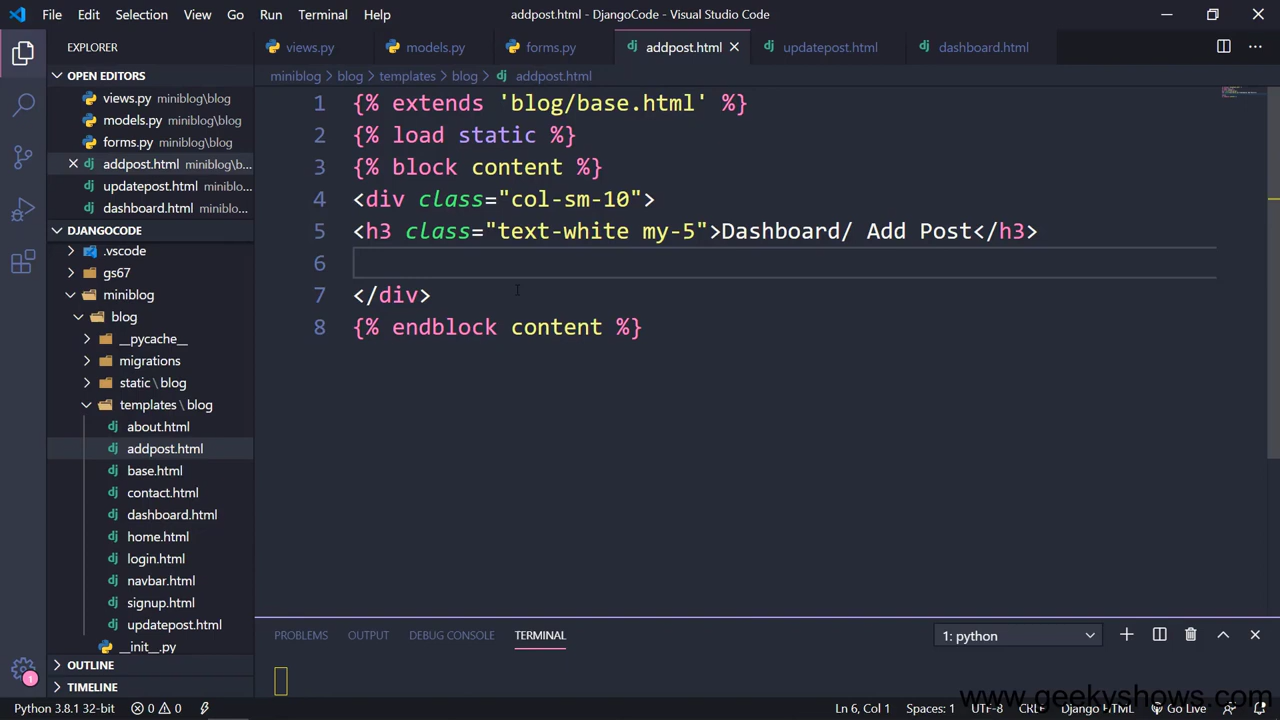 File Edit Selection View Go Run Terminal Help addpost.html - DjangoCode - Visual Studio Code
EXPLORER
views.py models.py forms.py addpost.html updatepost.html dashboard.html
OPEN EDITORS
views.py miniblog\blog
models.py miniblog\blog
forms.py miniblog\blog
addpost.html miniblog\b...
updatepost.html miniblo...
dashboard.html miniblo...
DJANGOCODE
.vscode
gs67
miniblog
blog
__pycache__
migrations
static \ blog
templates \ blog
about.html
addpost.html
base.html
contact.html
dashboard.html
home.html
login.html
navbar.html
signup.html
updatepost.html
__init__.py
OUTLINE
TIMELINE
miniblog > blog > templates > blog > addpost.html
1 {% extends 'blog/base.html' %}
2 {% load static %}
3 {% block content %}
4 <div class="col-sm-10">
5 <h3 class="text-white my-5">Dashboard/ Add Post</h3>
6
7 </div>
8 {% endblock content %}
PROBLEMS OUTPUT DEBUG CONSOLE TERMINAL 1: python
www.geekyshows.com
1
Python 3.8.1 32-bit 0 0 Ln 6, Col 1 Spaces: 1 UTF-8 CRLF Django HTML Go Live